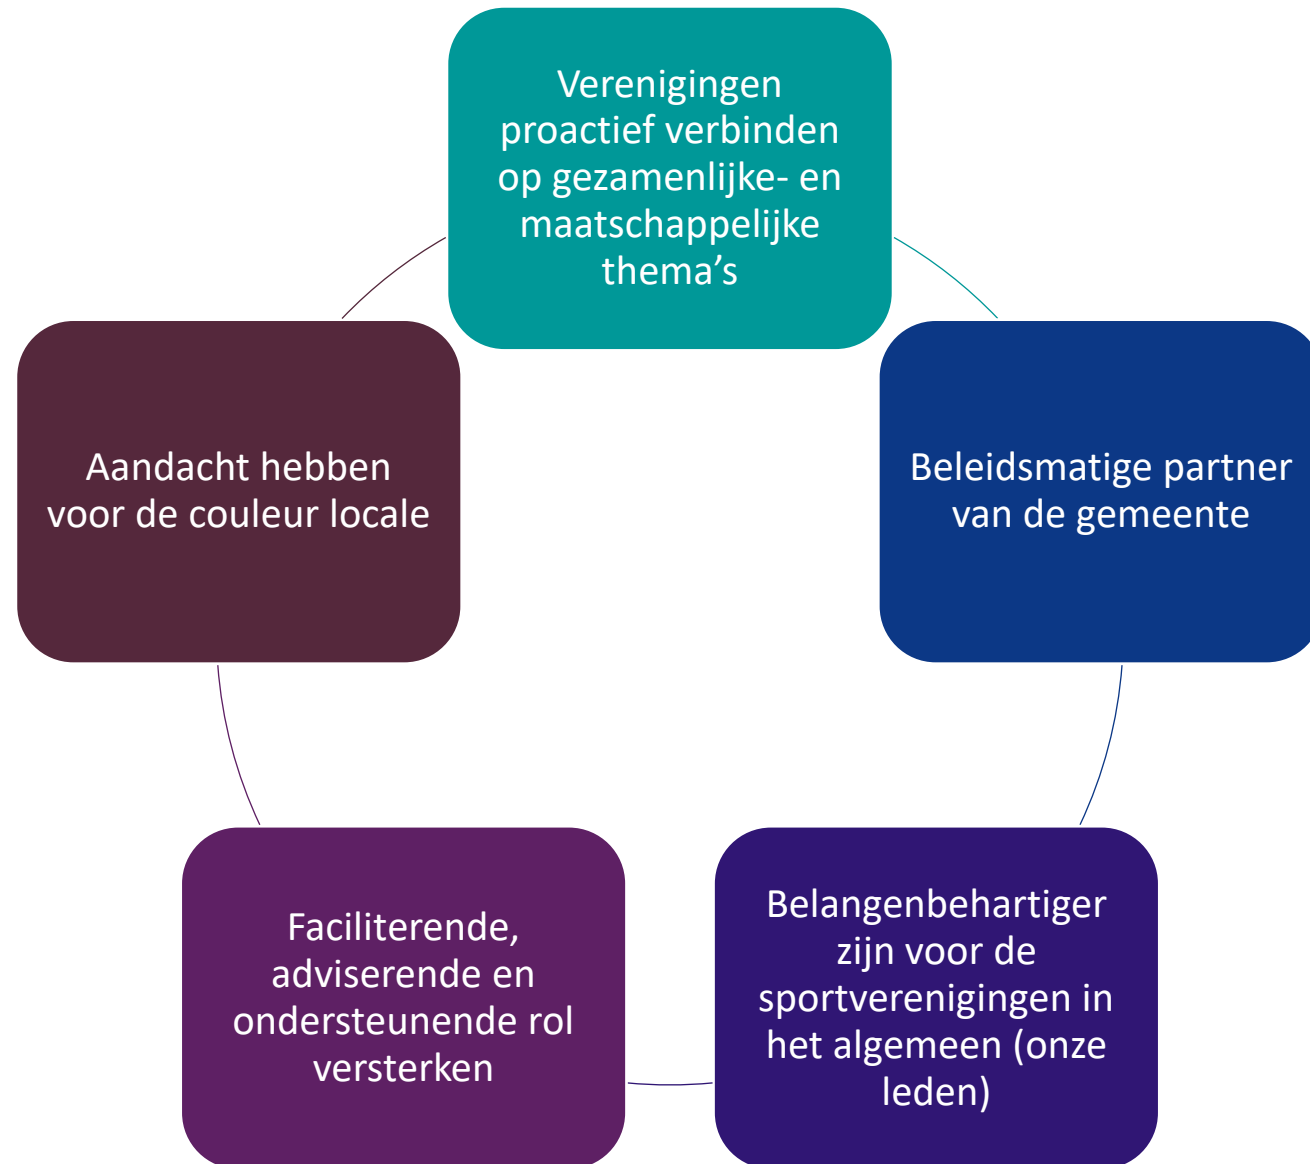 Verenigingen
proactief verbinden
op gezamenlijke- en
maatschappelijke
thema’s
Beleidsmatige partner
van de gemeente
Belangenbehartiger
zijn voor de
sportverenigingen in
het algemeen (onze
leden)
Faciliterende,
adviserende en
ondersteunende rol
versterken
Aandacht hebben
voor de couleur locale